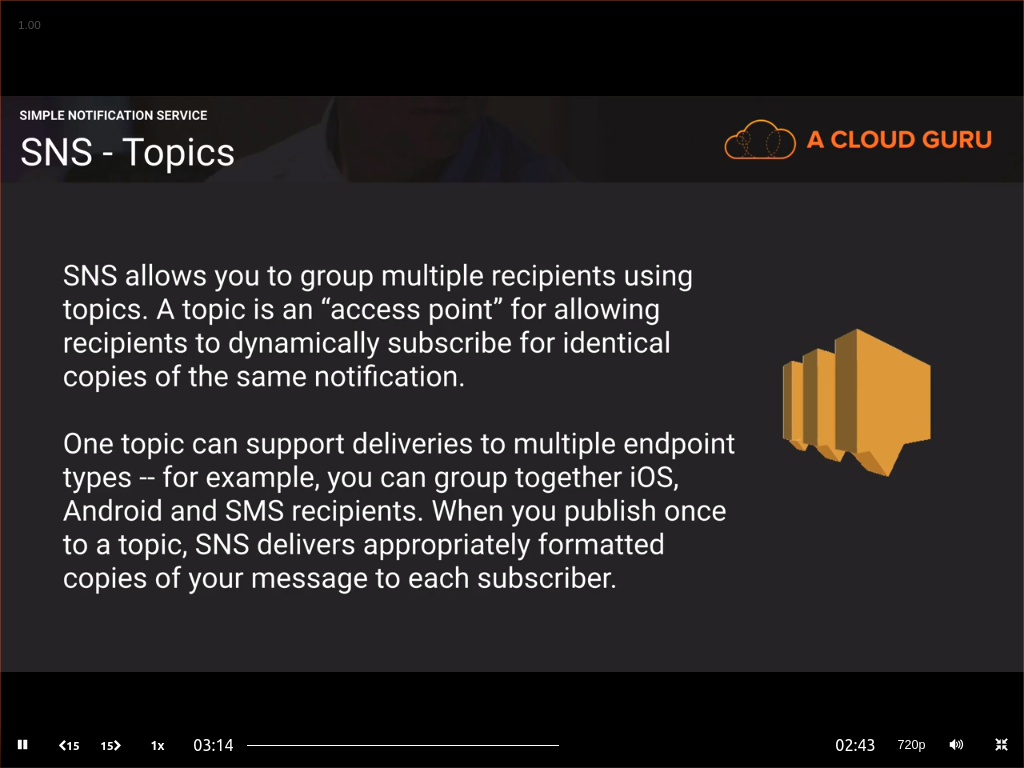 1.00
SIMPLE NOTIFICATION SERVICE
SNS - Topics
A CLOUD GURU
SNS allows you to group multiple recipients using
topics. A topic is an “access point” for allowing
recipients to dynamically subscribe for identical
copies of the same notification.
One topic can support deliveries to multiple endpoint
types -- for example, you can group together iOS,
Android and SMS recipients. When you publish once
to a topic, SNS delivers appropriately formatted
copies of your message to each subscriber.
15 15 1x 03:14 02:43 720p